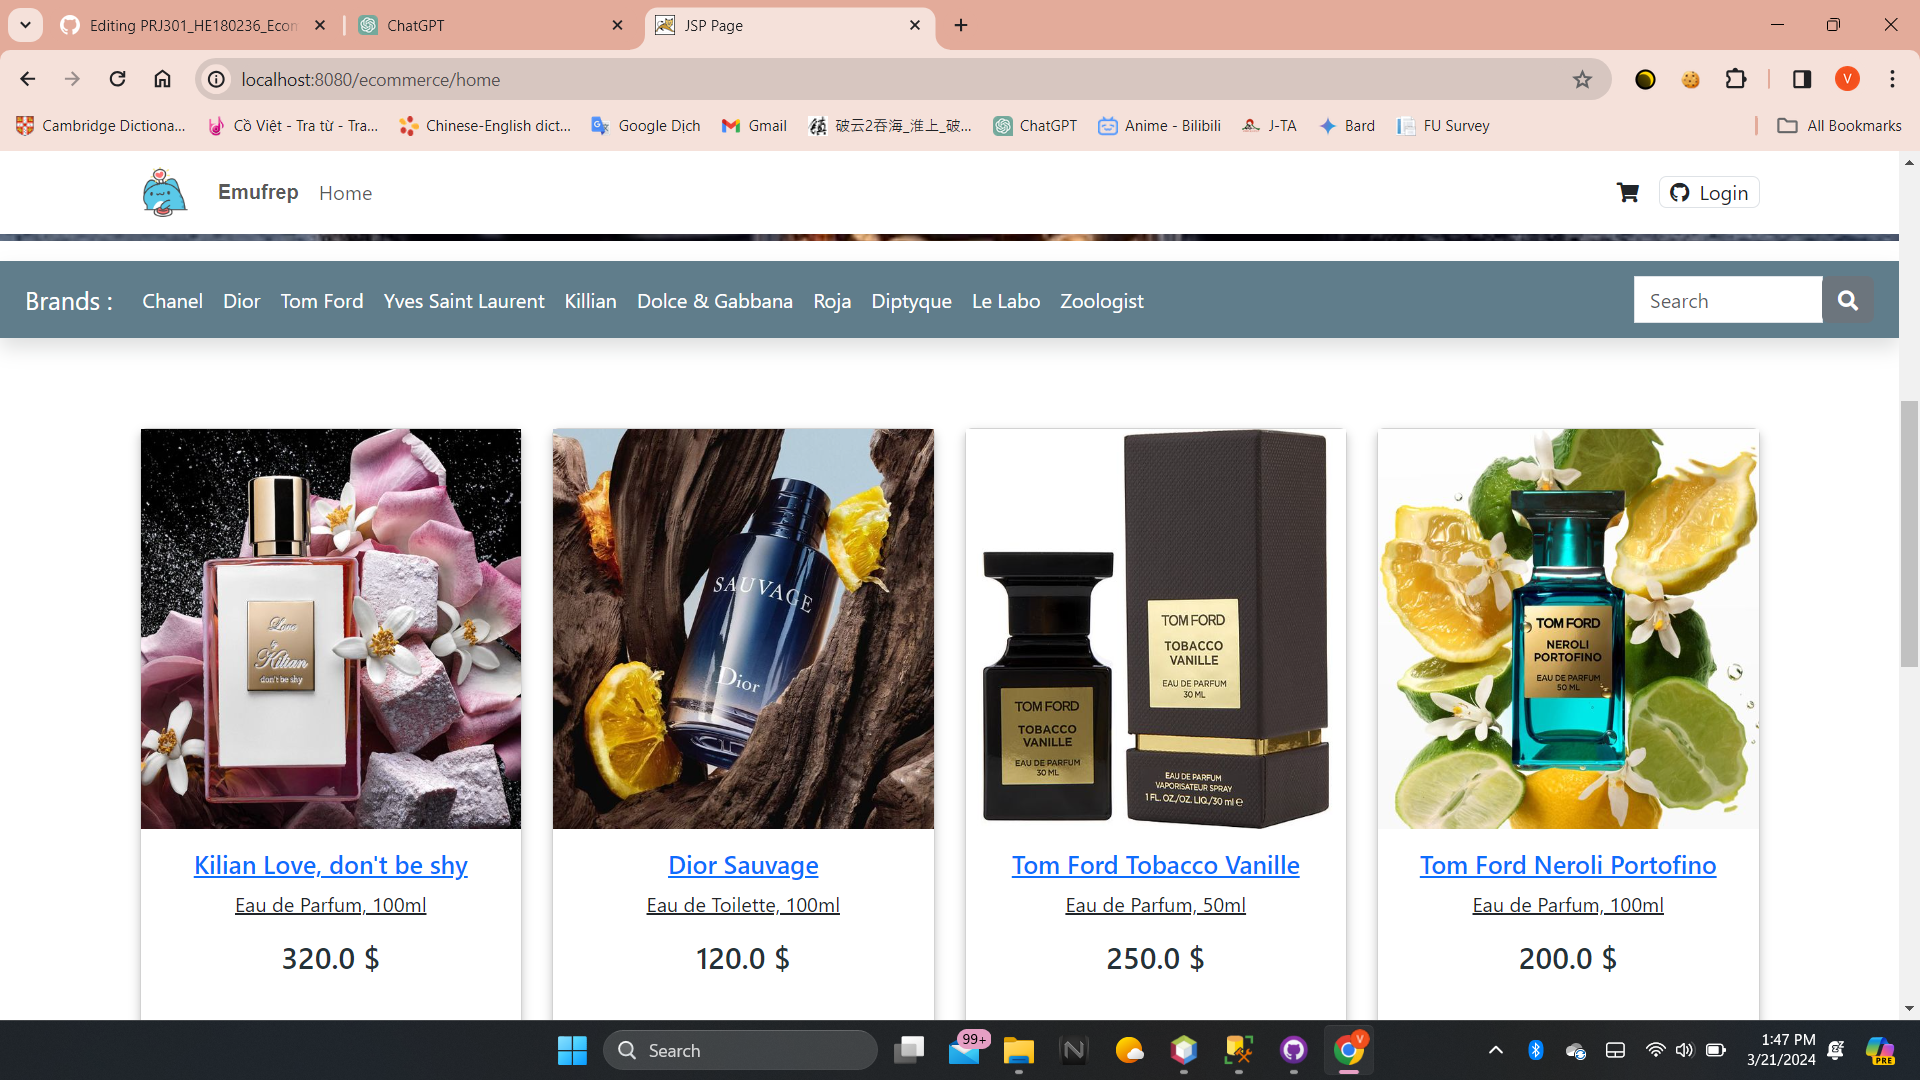 Editing PRJ301_HE180236_Econ
ChatGPT
JSP Page
localhost:8080/ecommerce/home
V
Cambridge Dictiona...
Cồ Việt - Tra từ - Tra...
Chinese-English dict...
Google Dịch
Gmail
破云2吞海_淮上_破...
ChatGPT
Anime - Bilibili
J-TA
Bard
FU Survey
All Bookmarks
Emufrep
Home
Login
Brands :
Chanel
Dior
Tom Ford
Yves Saint Laurent
Killian
Dolce & Gabbana
Roja
Diptyque
Le Labo
Zoologist
Search
Love
by
Kilian
don't be shy
SAUVAGE
Dior
TOM FORD
TOBACCO
VANILLE
EAU DE PARFUM
30 ML
TOM FORD
TOBACCO
VANILLE
EAU DE PARFUM
30 ML
EAU DE PARFUM
VAPORISATEUR SPRAY
1 FL. OZ./OZ. LIQ./30 ml e
TOM FORD
NEROLI
PORTOFINO
EAU DE PARFUM
50 ML
Kilian Love, don't be shy
Eau de Parfum, 100ml
320.0 $
Dior Sauvage
Eau de Toilette, 100ml
120.0 $
Tom Ford Tobacco Vanille
Eau de Parfum, 50ml
250.0 $
Tom Ford Neroli Portofino
Eau de Parfum, 100ml
200.0 $
Search
99+
V
1:47 PM
3/21/2024
PRE